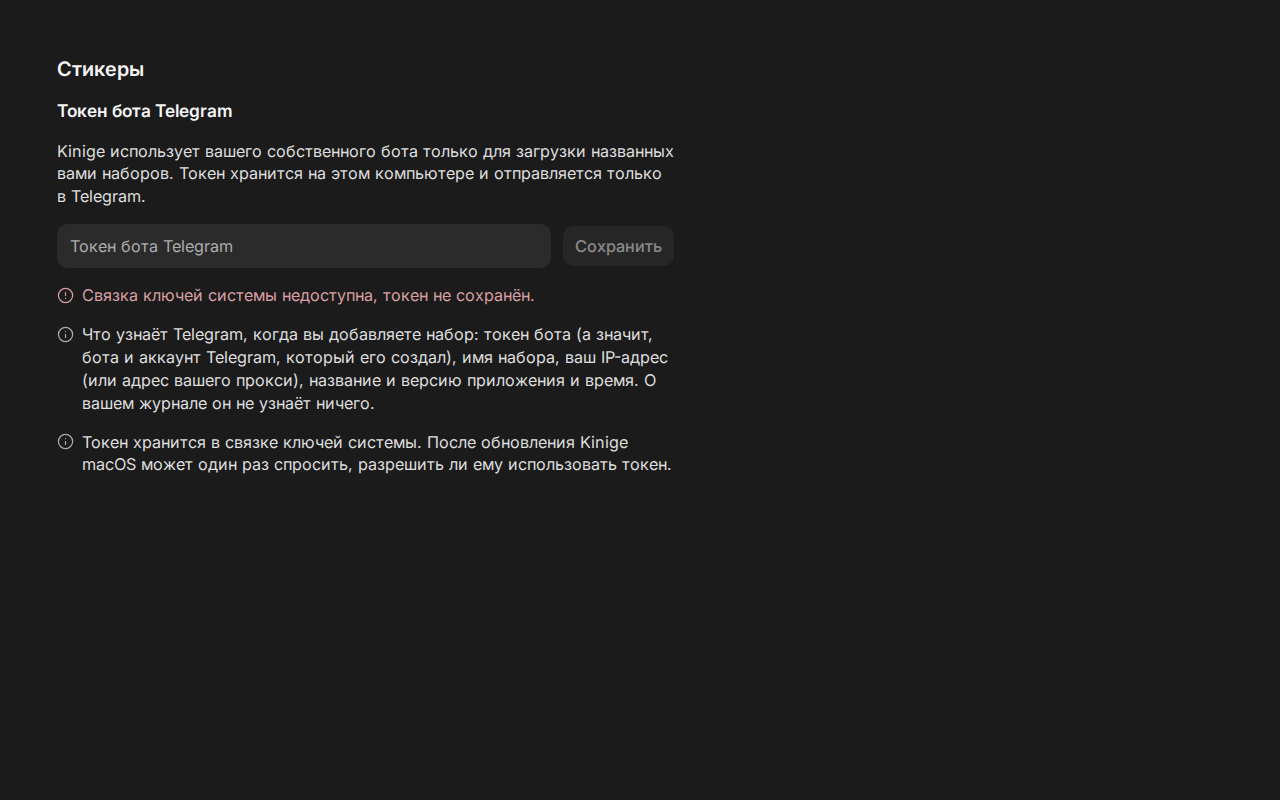 Стикеры
Токен бота Telegram
Kinige использует вашего собственного бота только для загрузки названных
вами наборов. Токен хранится на этом компьютере и отправляется только
в Telegram.
Токен бота Telegram
Сохранить
Связка ключей системы недоступна, токен не сохранён.
Что узнаёт Telegram, когда вы добавляете набор: токен бота (а значит,
бота и аккаунт Telegram, который его создал), имя набора, ваш IP-адрес
(или адрес вашего прокси), название и версию приложения и время. О
вашем журнале он не узнаёт ничего.
Токен хранится в связке ключей системы. После обновления Kinige
macOS может один раз спросить, разрешить ли ему использовать токен.